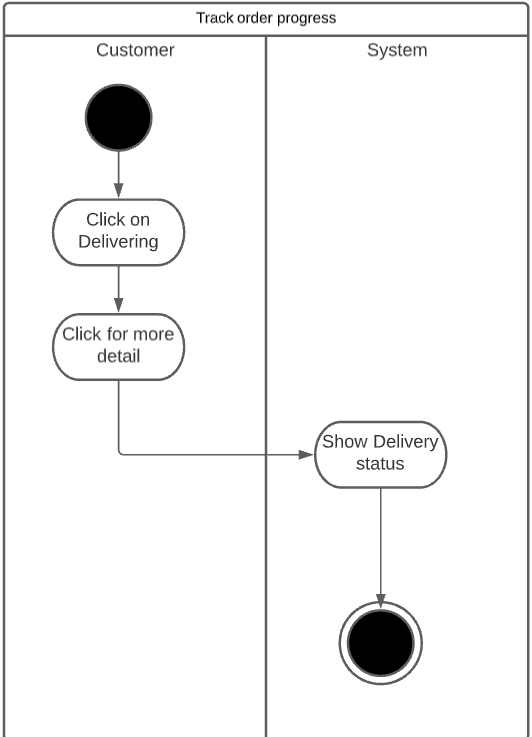 Track order progress
Customer
System
Click on
Delivering
Click for more
detail
Show Delivery
status